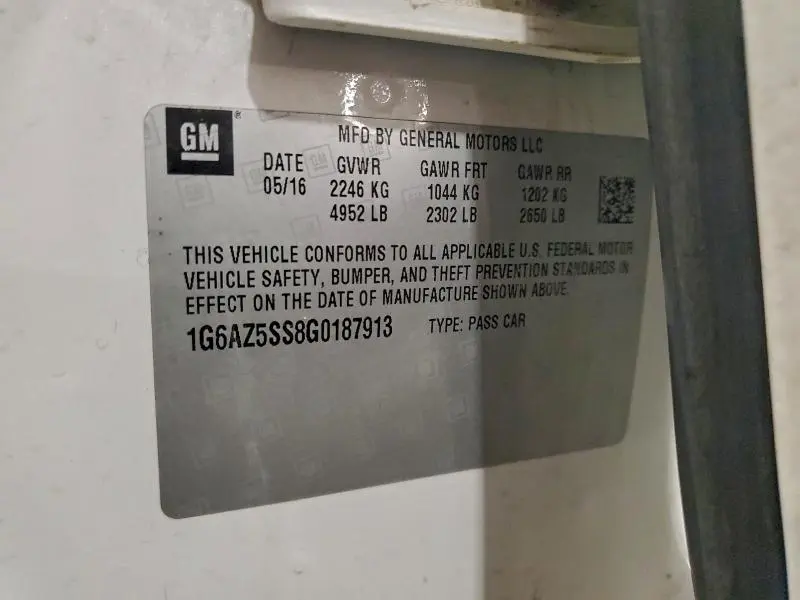 GM®
MFD BY GENERAL MOTORS LLC
DATE GVWR GAWR FRT GAWR RR
05/16 2246 KG 1044 KG 1202 KG
4952 LB 2302 LB 2650 LB
THIS VEHICLE CONFORMS TO ALL APPLICABLE U.S. FEDERAL MOTOR
VEHICLE SAFETY, BUMPER, AND THEFT PREVENTION STANDARDS IN
EFFECT ON THE DATE OF MANUFACTURE SHOWN ABOVE.
1G6AZ5SS8G0187913 TYPE: PASS CAR